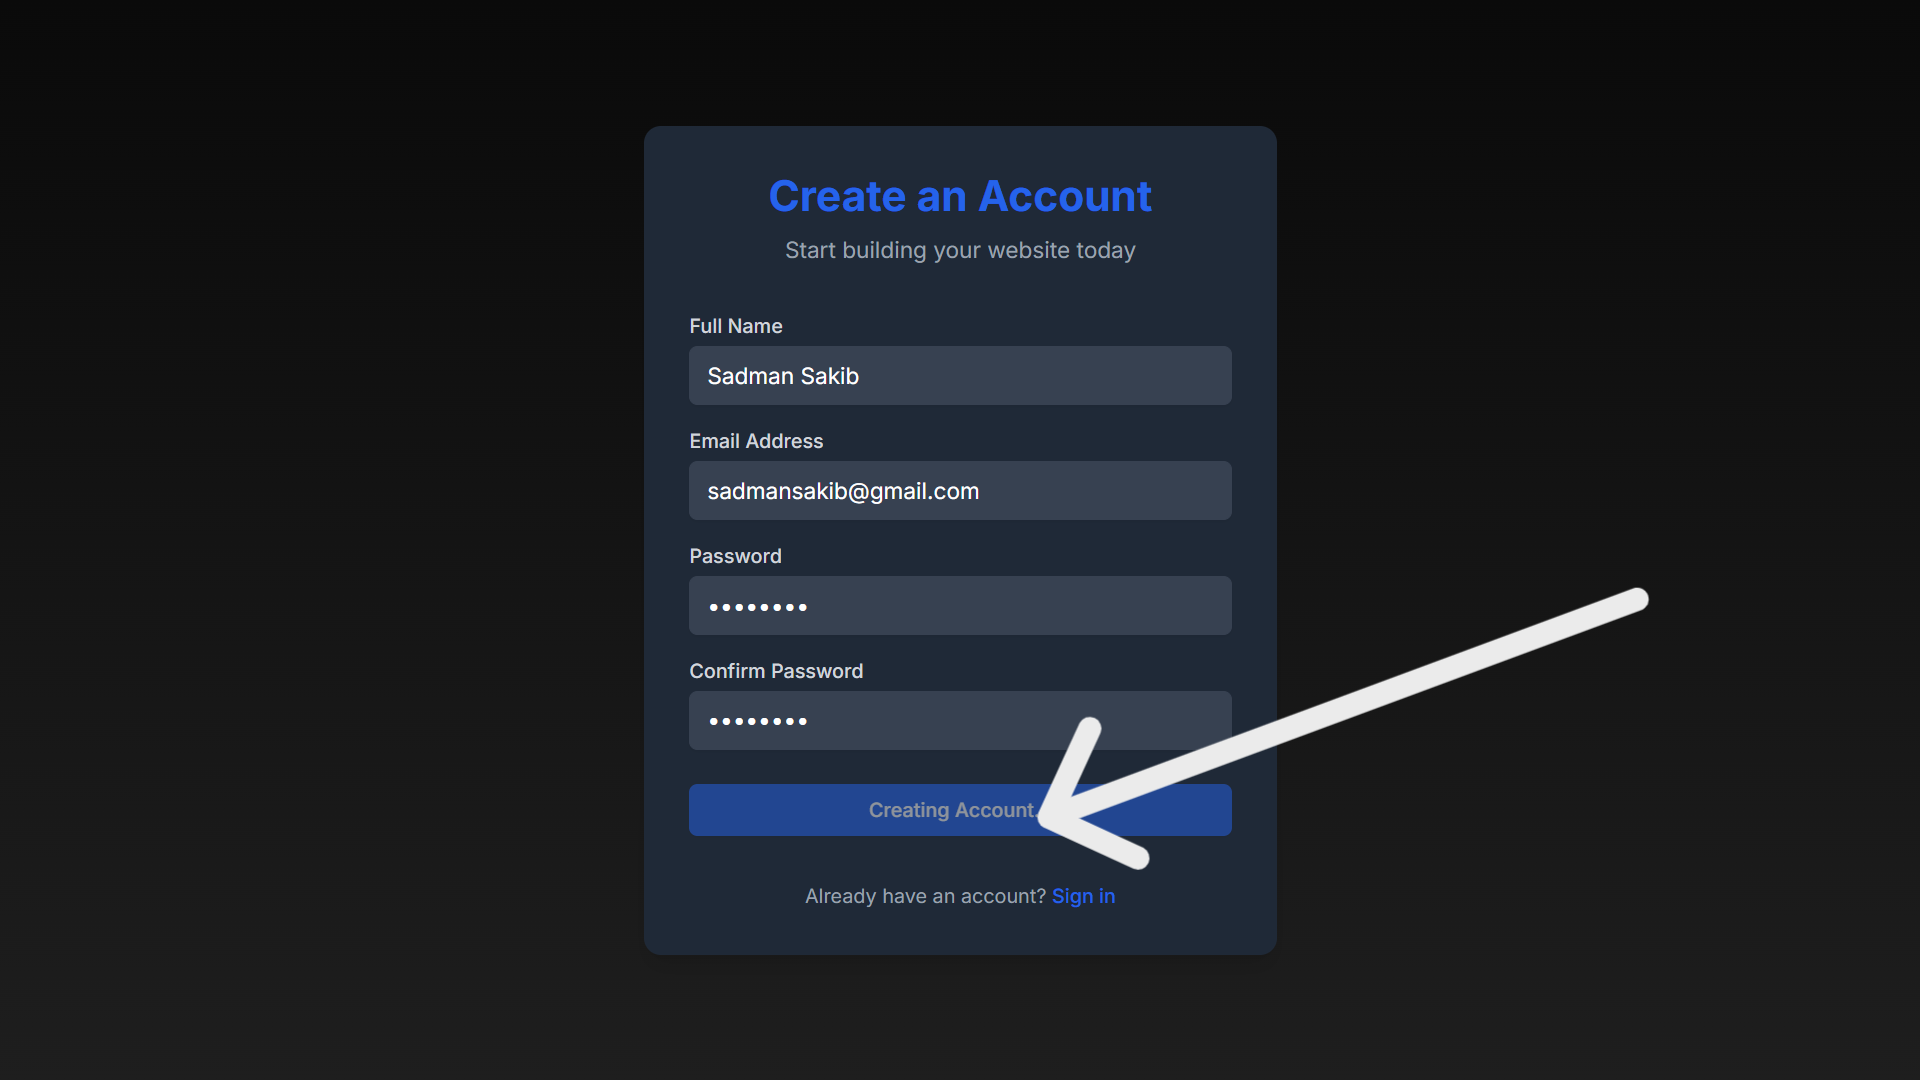 Create an Account
Start building your website today
Full Name
Sadman Sakib
Email Address
sadmansakib@gmail.com
Password
••••••••
Confirm Password
••••••••
Creating Account.
Already have an account? Sign in